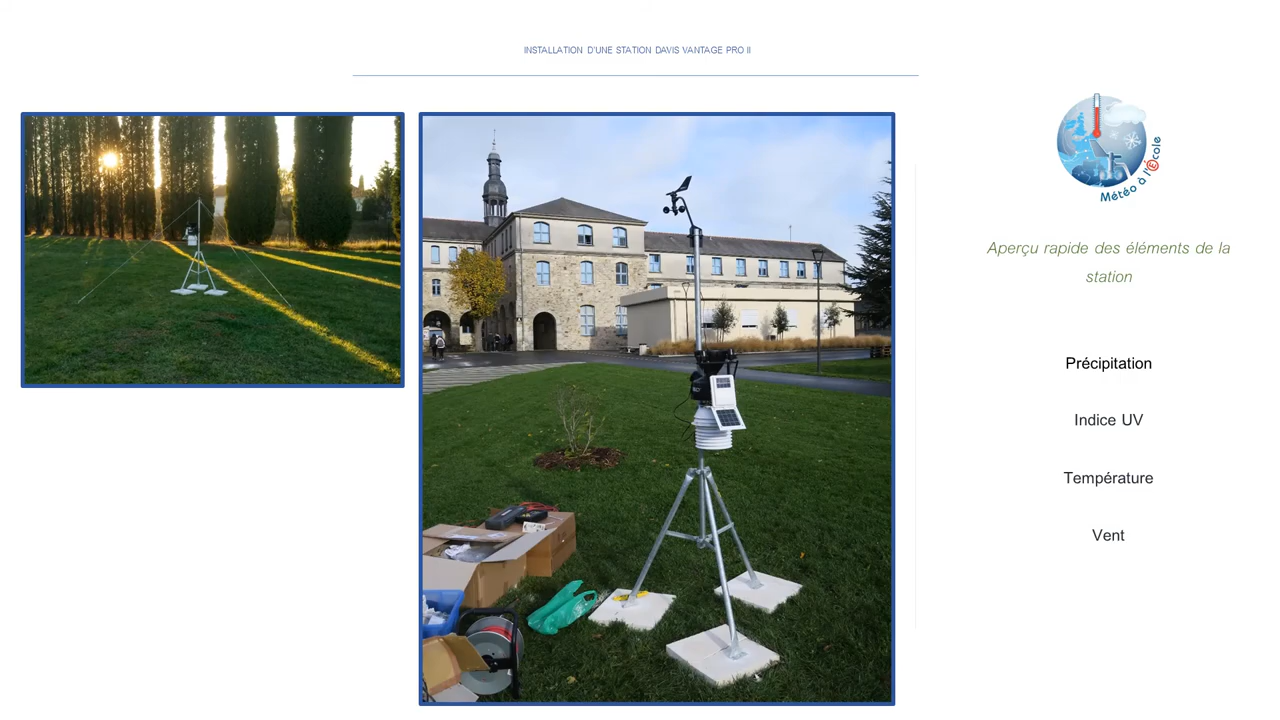 INSTALLATION D'UNE STATION DAVIS VANTAGE PRO II
Météo à l'École
Aperçu rapide des éléments de la
station
Précipitation
Indice UV
Température
Vent